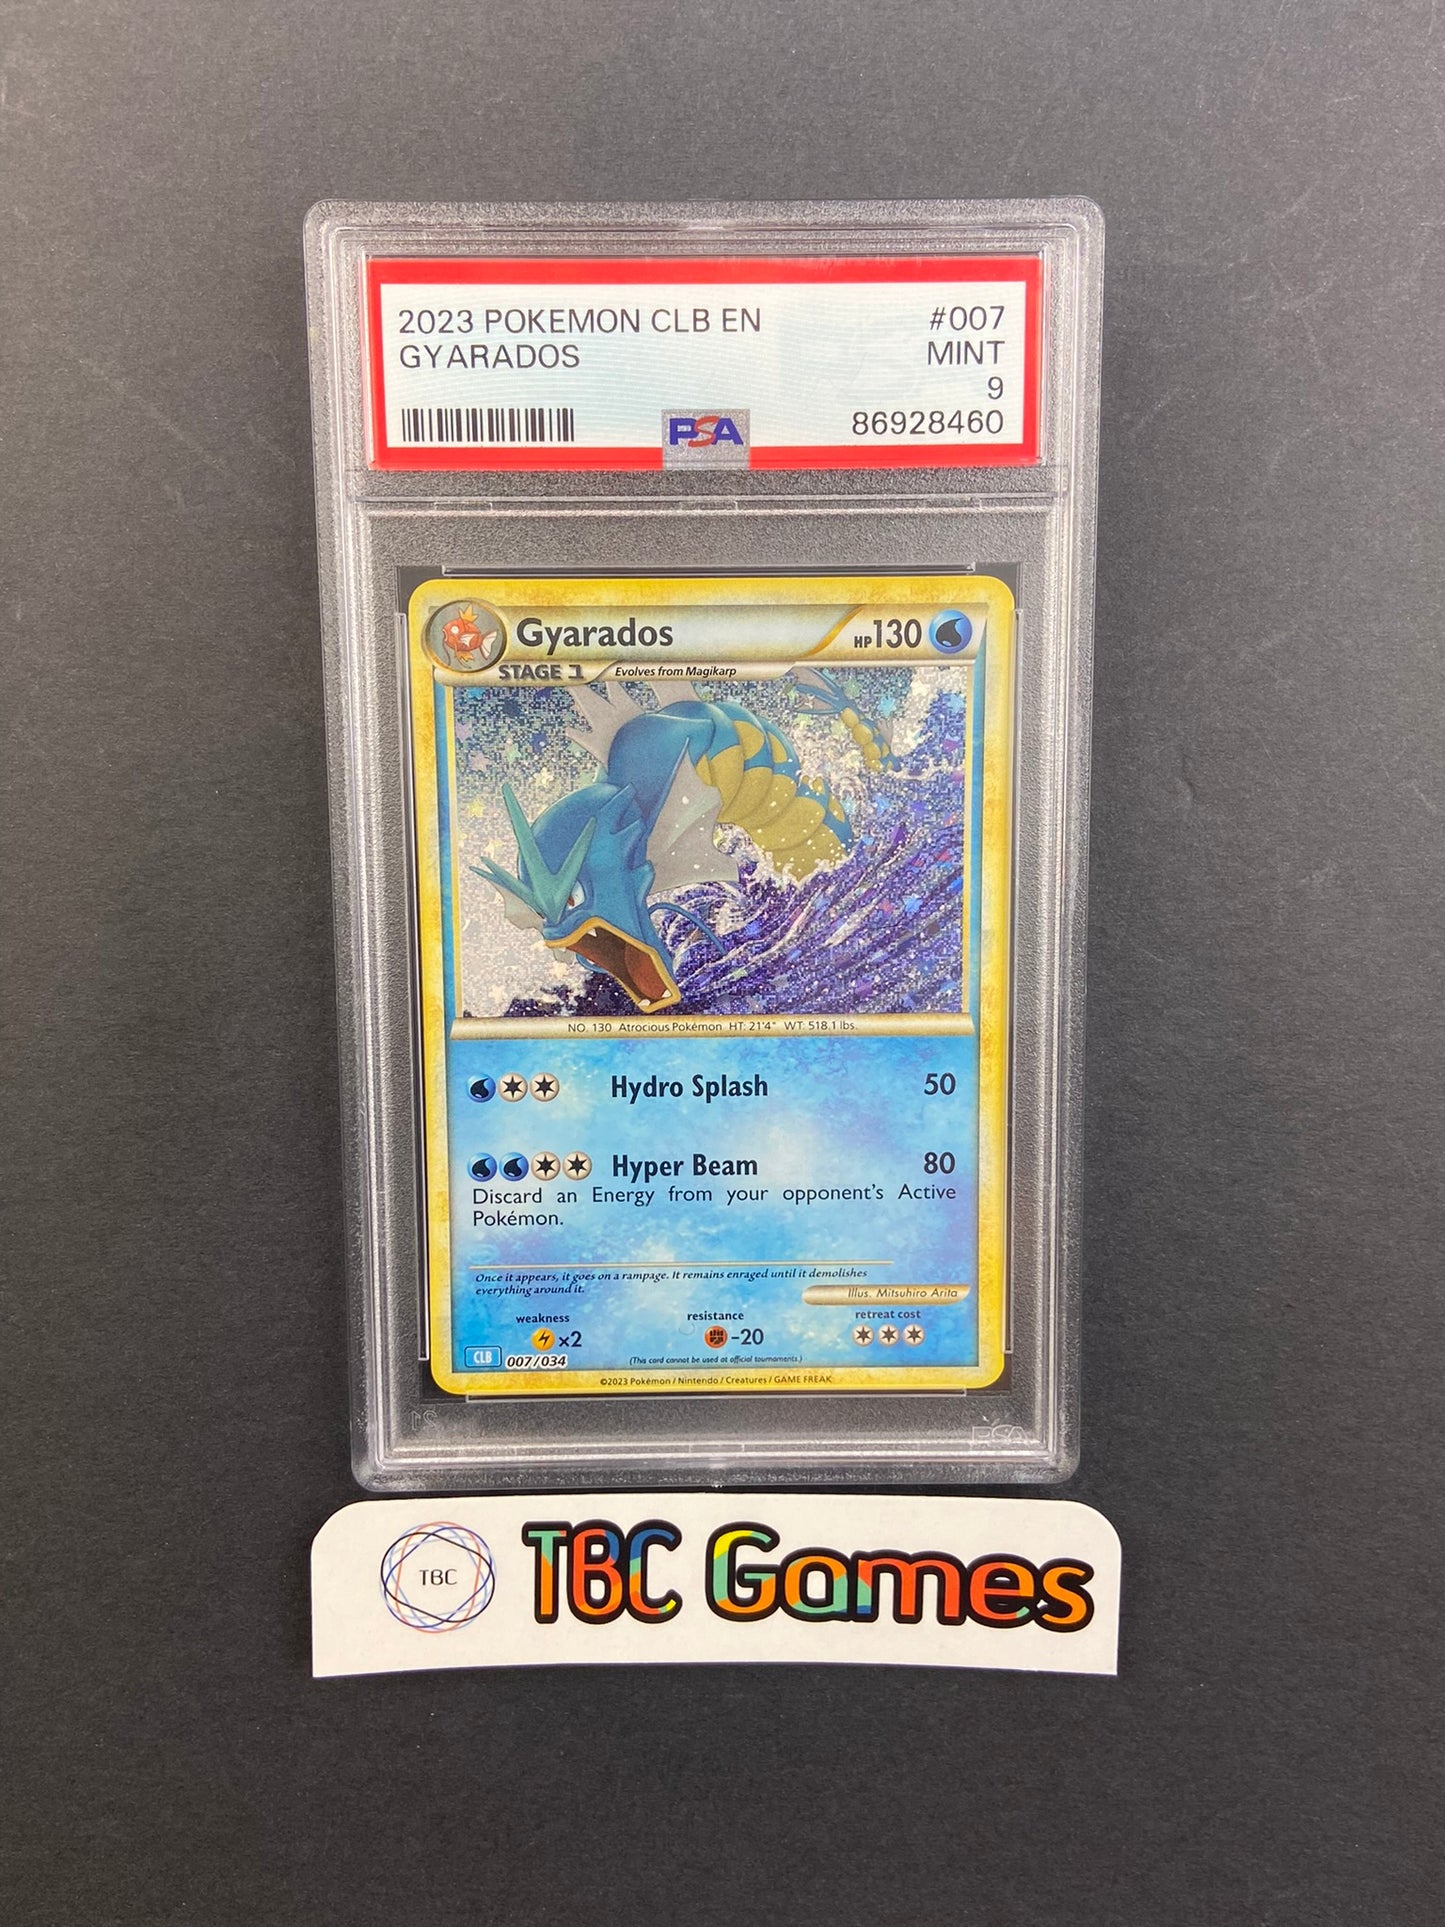 2023 POKEMON CLB EN #007
GYARADOS MINT
9
PSA 86928460
Gyarados HP130
STAGE 1 Evolves from Magikarp
NO. 130 Atrocious Pokémon HT: 21'4" WT: 518.1 lbs.
Hydro Splash 50
Hyper Beam 80
Discard an Energy from your opponent's Active
Pokémon.
Once it appears, it goes on a rampage. It remains enraged until it demolishes
everything around it.
Illus. Mitsuhiro Arita
weakness resistance retreat cost
×2 -20
CLB 007/034 (This card cannot be used at official tournaments.)
©2023 Pokémon / Nintendo / Creatures / GAME FREAK
PSA
TBC TBC Games